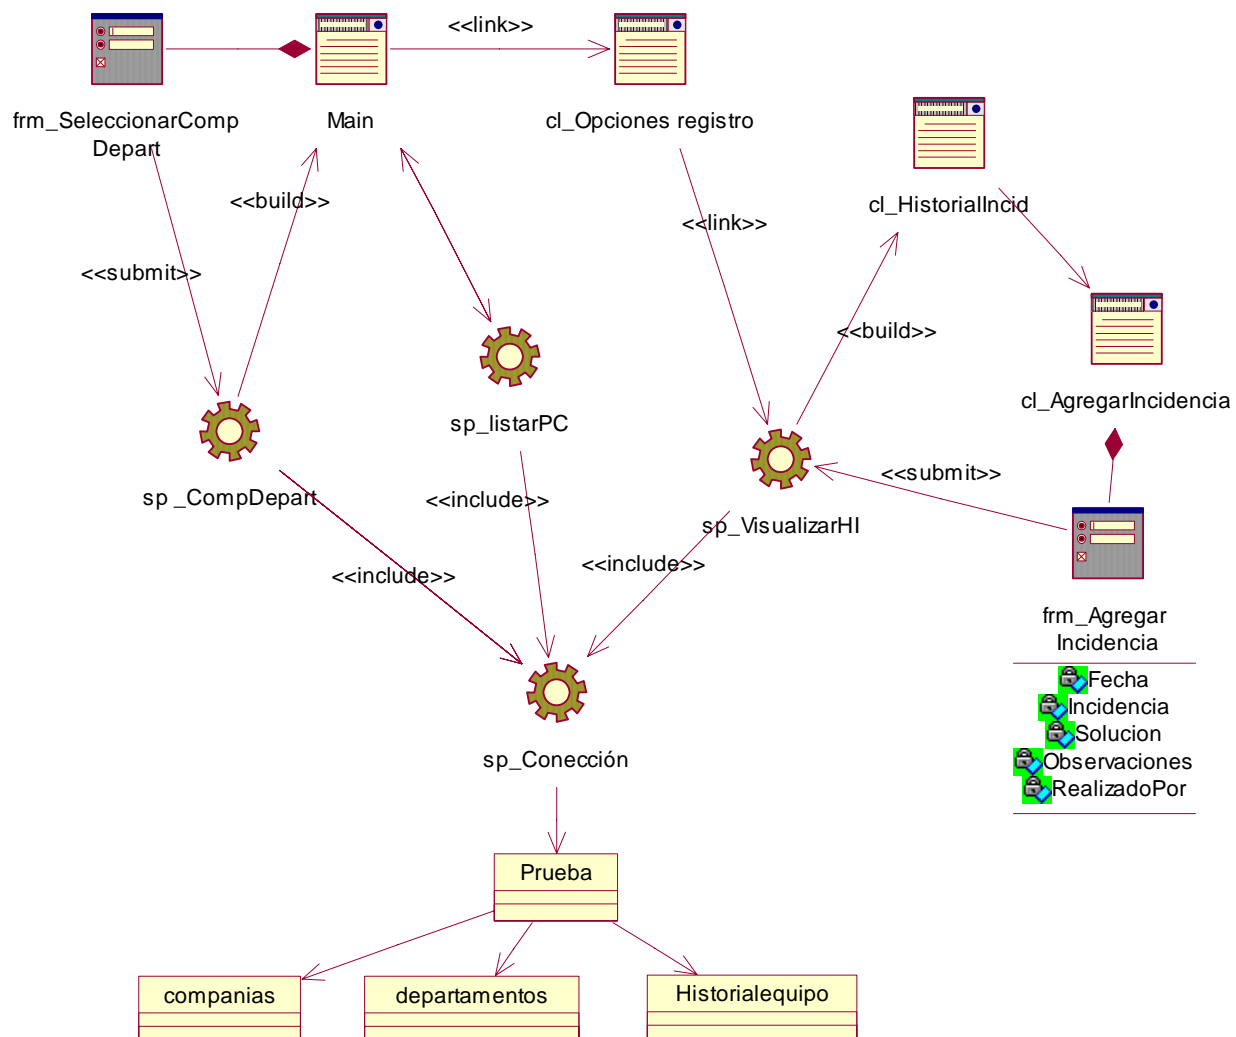 <<link>>
frm_SeleccionarComp
Depart
Main
cl_Opciones registro
cl_HistorialIncid
<<build>>
<<link>>
<<submit>>
<<build>>
cl_AgregarIncidencia
sp_listarPC
<<submit>>
sp _CompDepart
<<include>>
sp_VisualizarHI
<<include>>
<<include>>
frm_Agregar
Incidencia
Fecha
Incidencia
Solucion
Observaciones
RealizadoPor
sp_Conección
Prueba
companias
departamentos
Historialequipo